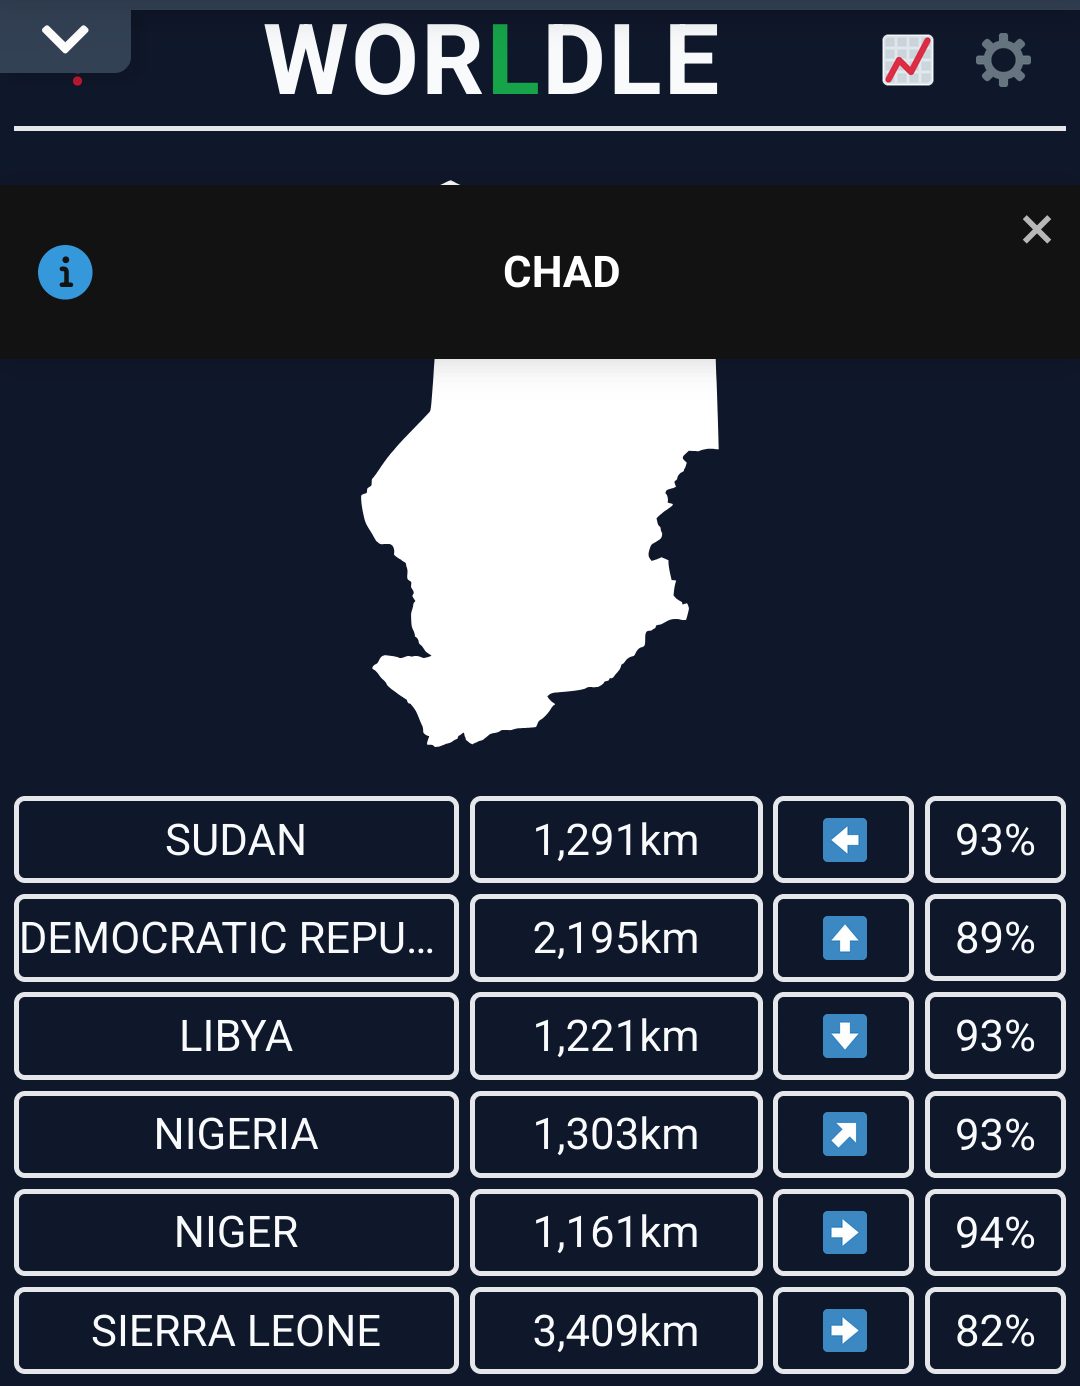 WORLDLE
CHAD
SUDAN 1,291km 93%
DEMOCRATIC REPU... 2,195km 89%
LIBYA 1,221km 93%
NIGERIA 1,303km 93%
NIGER 1,161km 94%
SIERRA LEONE 3,409km 82%